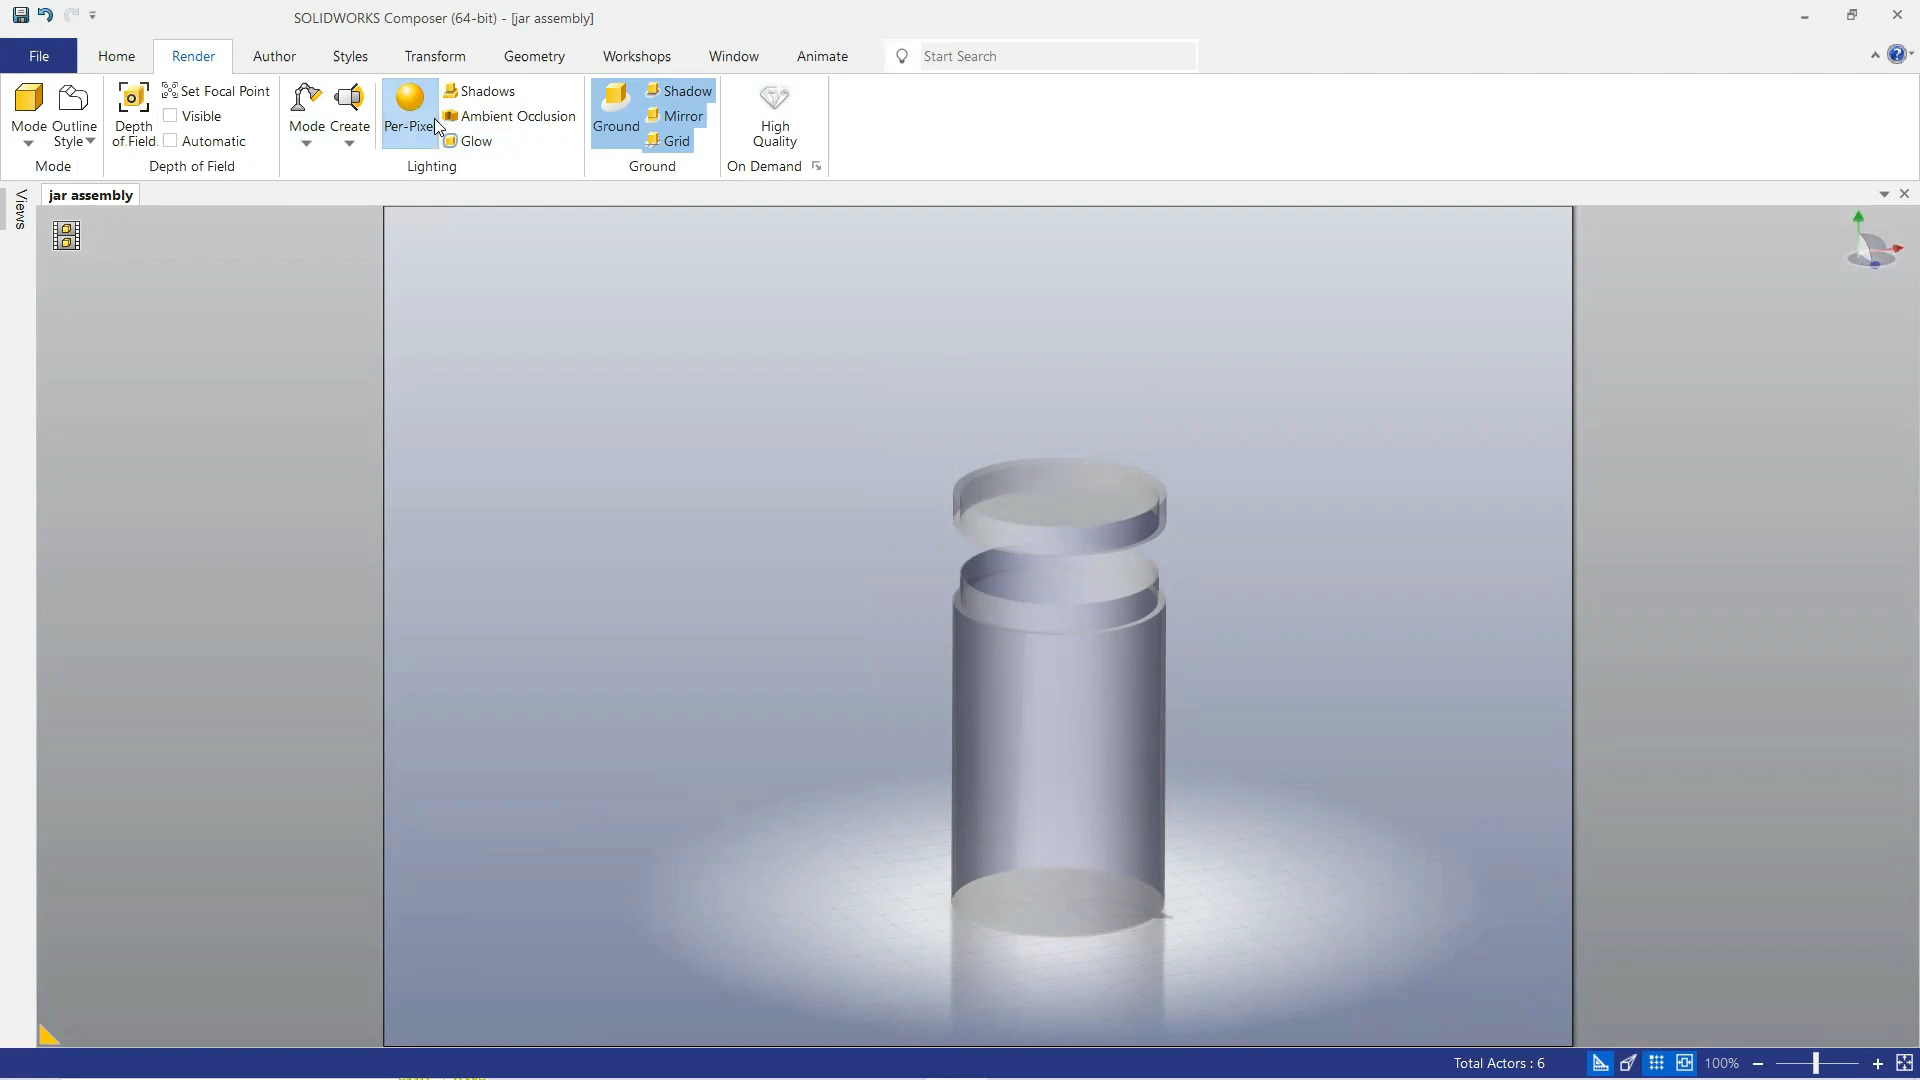 SOLIDWORKS Composer (64-bit) - [jar assembly]
File Home Render Author Styles Transform Geometry Workshops Window Animate Start Search
Mode
Outline Style
Mode
Depth of Field
Set Focal Point
Visible
Automatic
Depth of Field
Mode
Create
Per-Pixel
Shadows
Ambient Occlusion
Glow
Lighting
Ground
Shadow
Mirror
Grid
Ground
High Quality
On Demand
jar assembly
Views
Total Actors : 6
100%